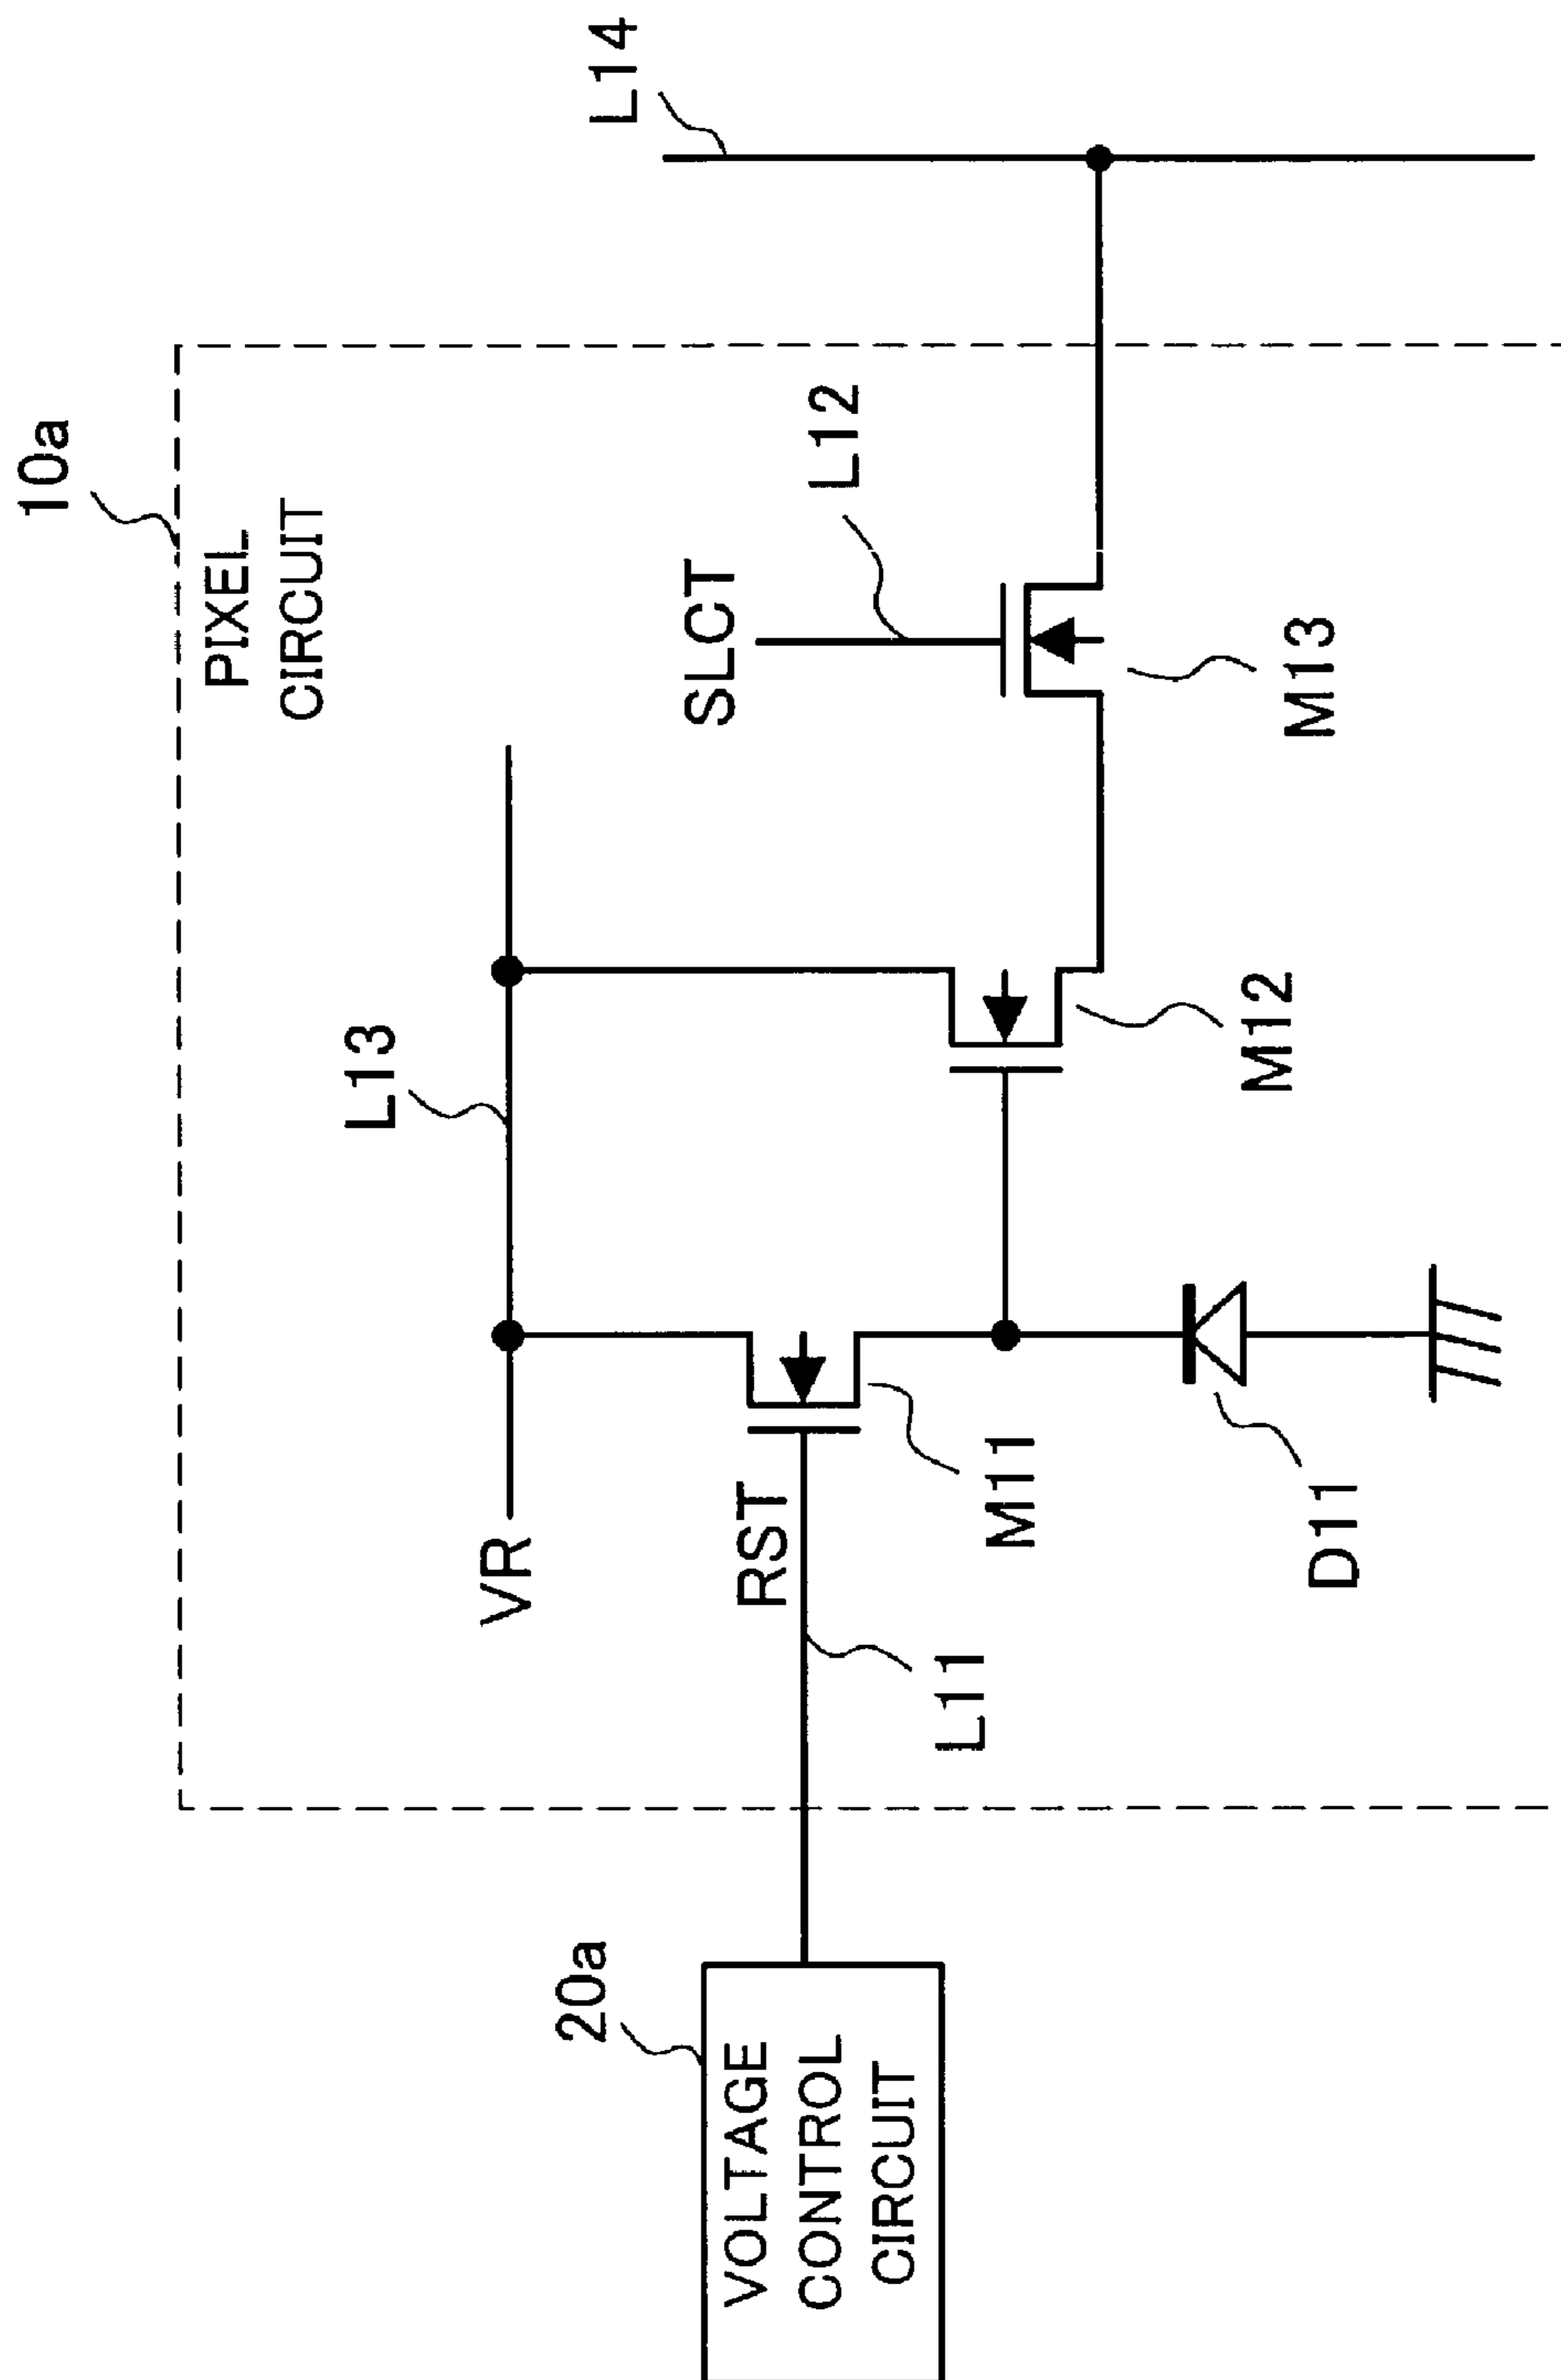 10a
PIXEL
CIRCUIT
L14
L13
L12
SLCT
VR
RST
M13
M12
M11
L11
D11
20a
VOLTAGE
CONTROL
CIRCUIT